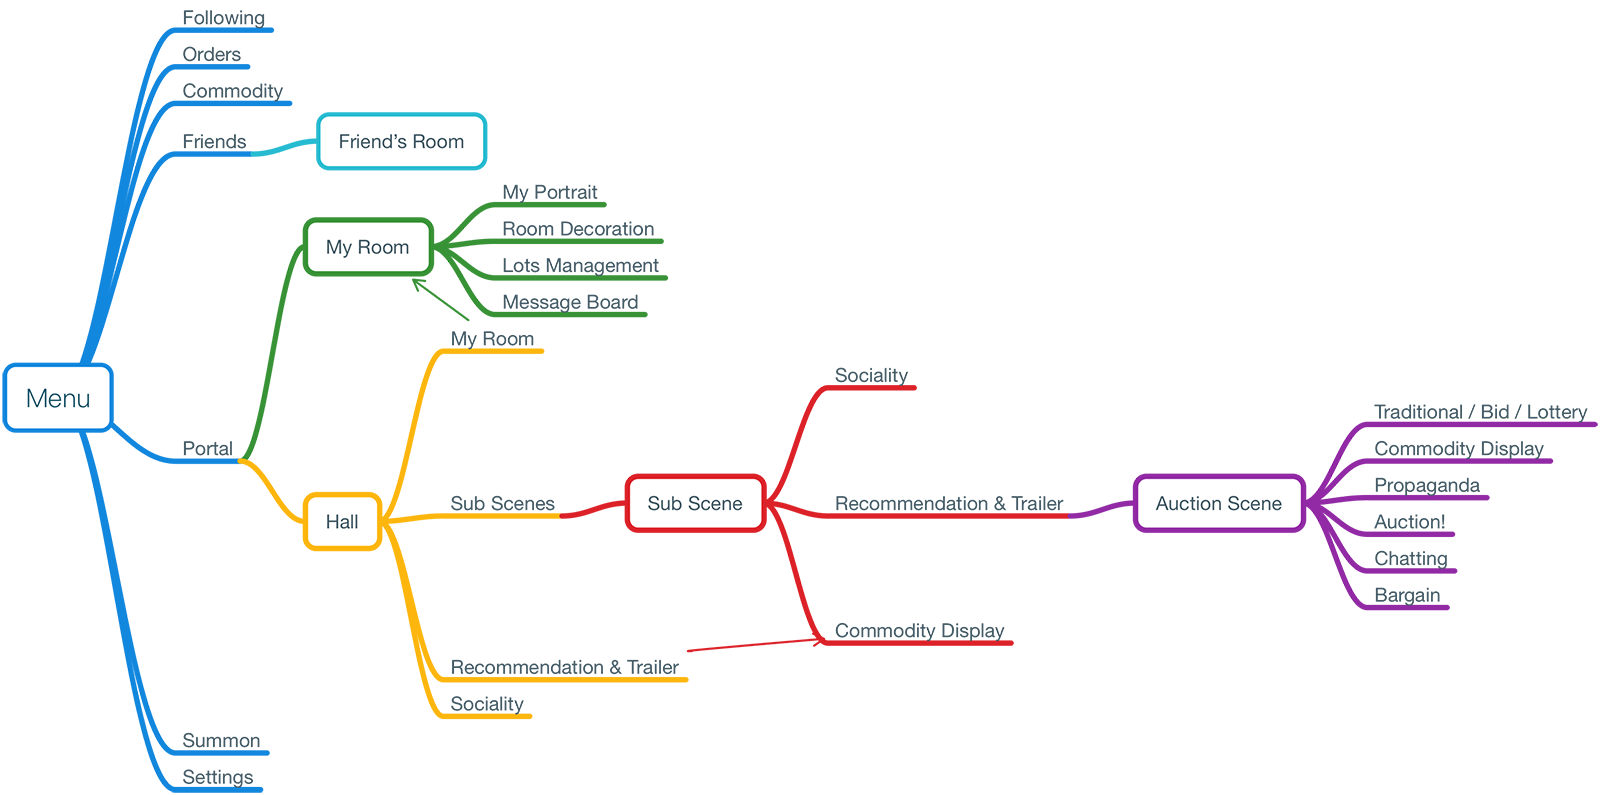 Following
Orders
Commodity
Friends
Friend’s Room
My Portrait
Room Decoration
My Room
Lots Management
Message Board
My Room
Menu
Portal
Hall
Sub Scenes
Sub Scene
Sociality
Recommendation & Trailer
Auction Scene
Traditional / Bid / Lottery
Commodity Display
Propaganda
Auction!
Chatting
Bargain
Commodity Display
Recommendation & Trailer
Sociality
Summon
Settings